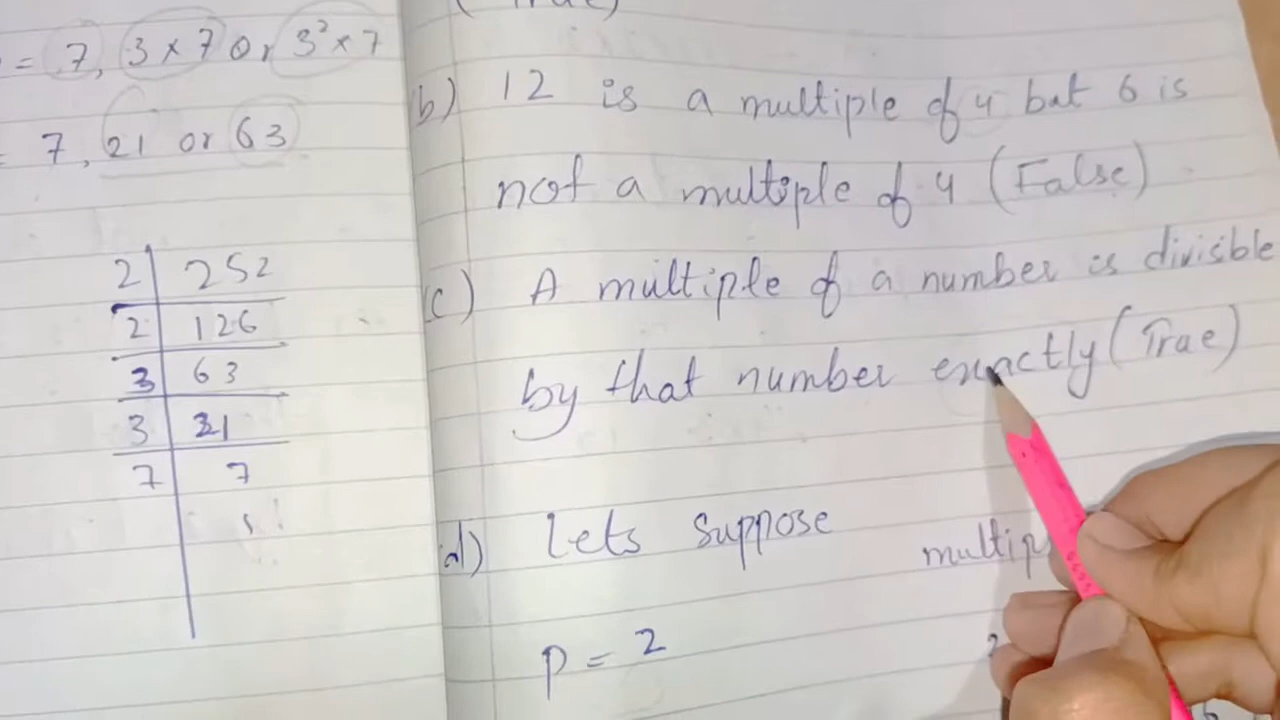 = 7, 3 × 7 or 3² × 7
= 7, 21 or 63
2 | 252
2 | 126
3 | 63
3 | 21
7 | 7
(True)
b) 12 is a multiple of 4 but 6 is
not a multiple of 4 (False)
(c) A multiple of a number is divisible
by that number exactly (True)
d) Lets suppose
p = 2